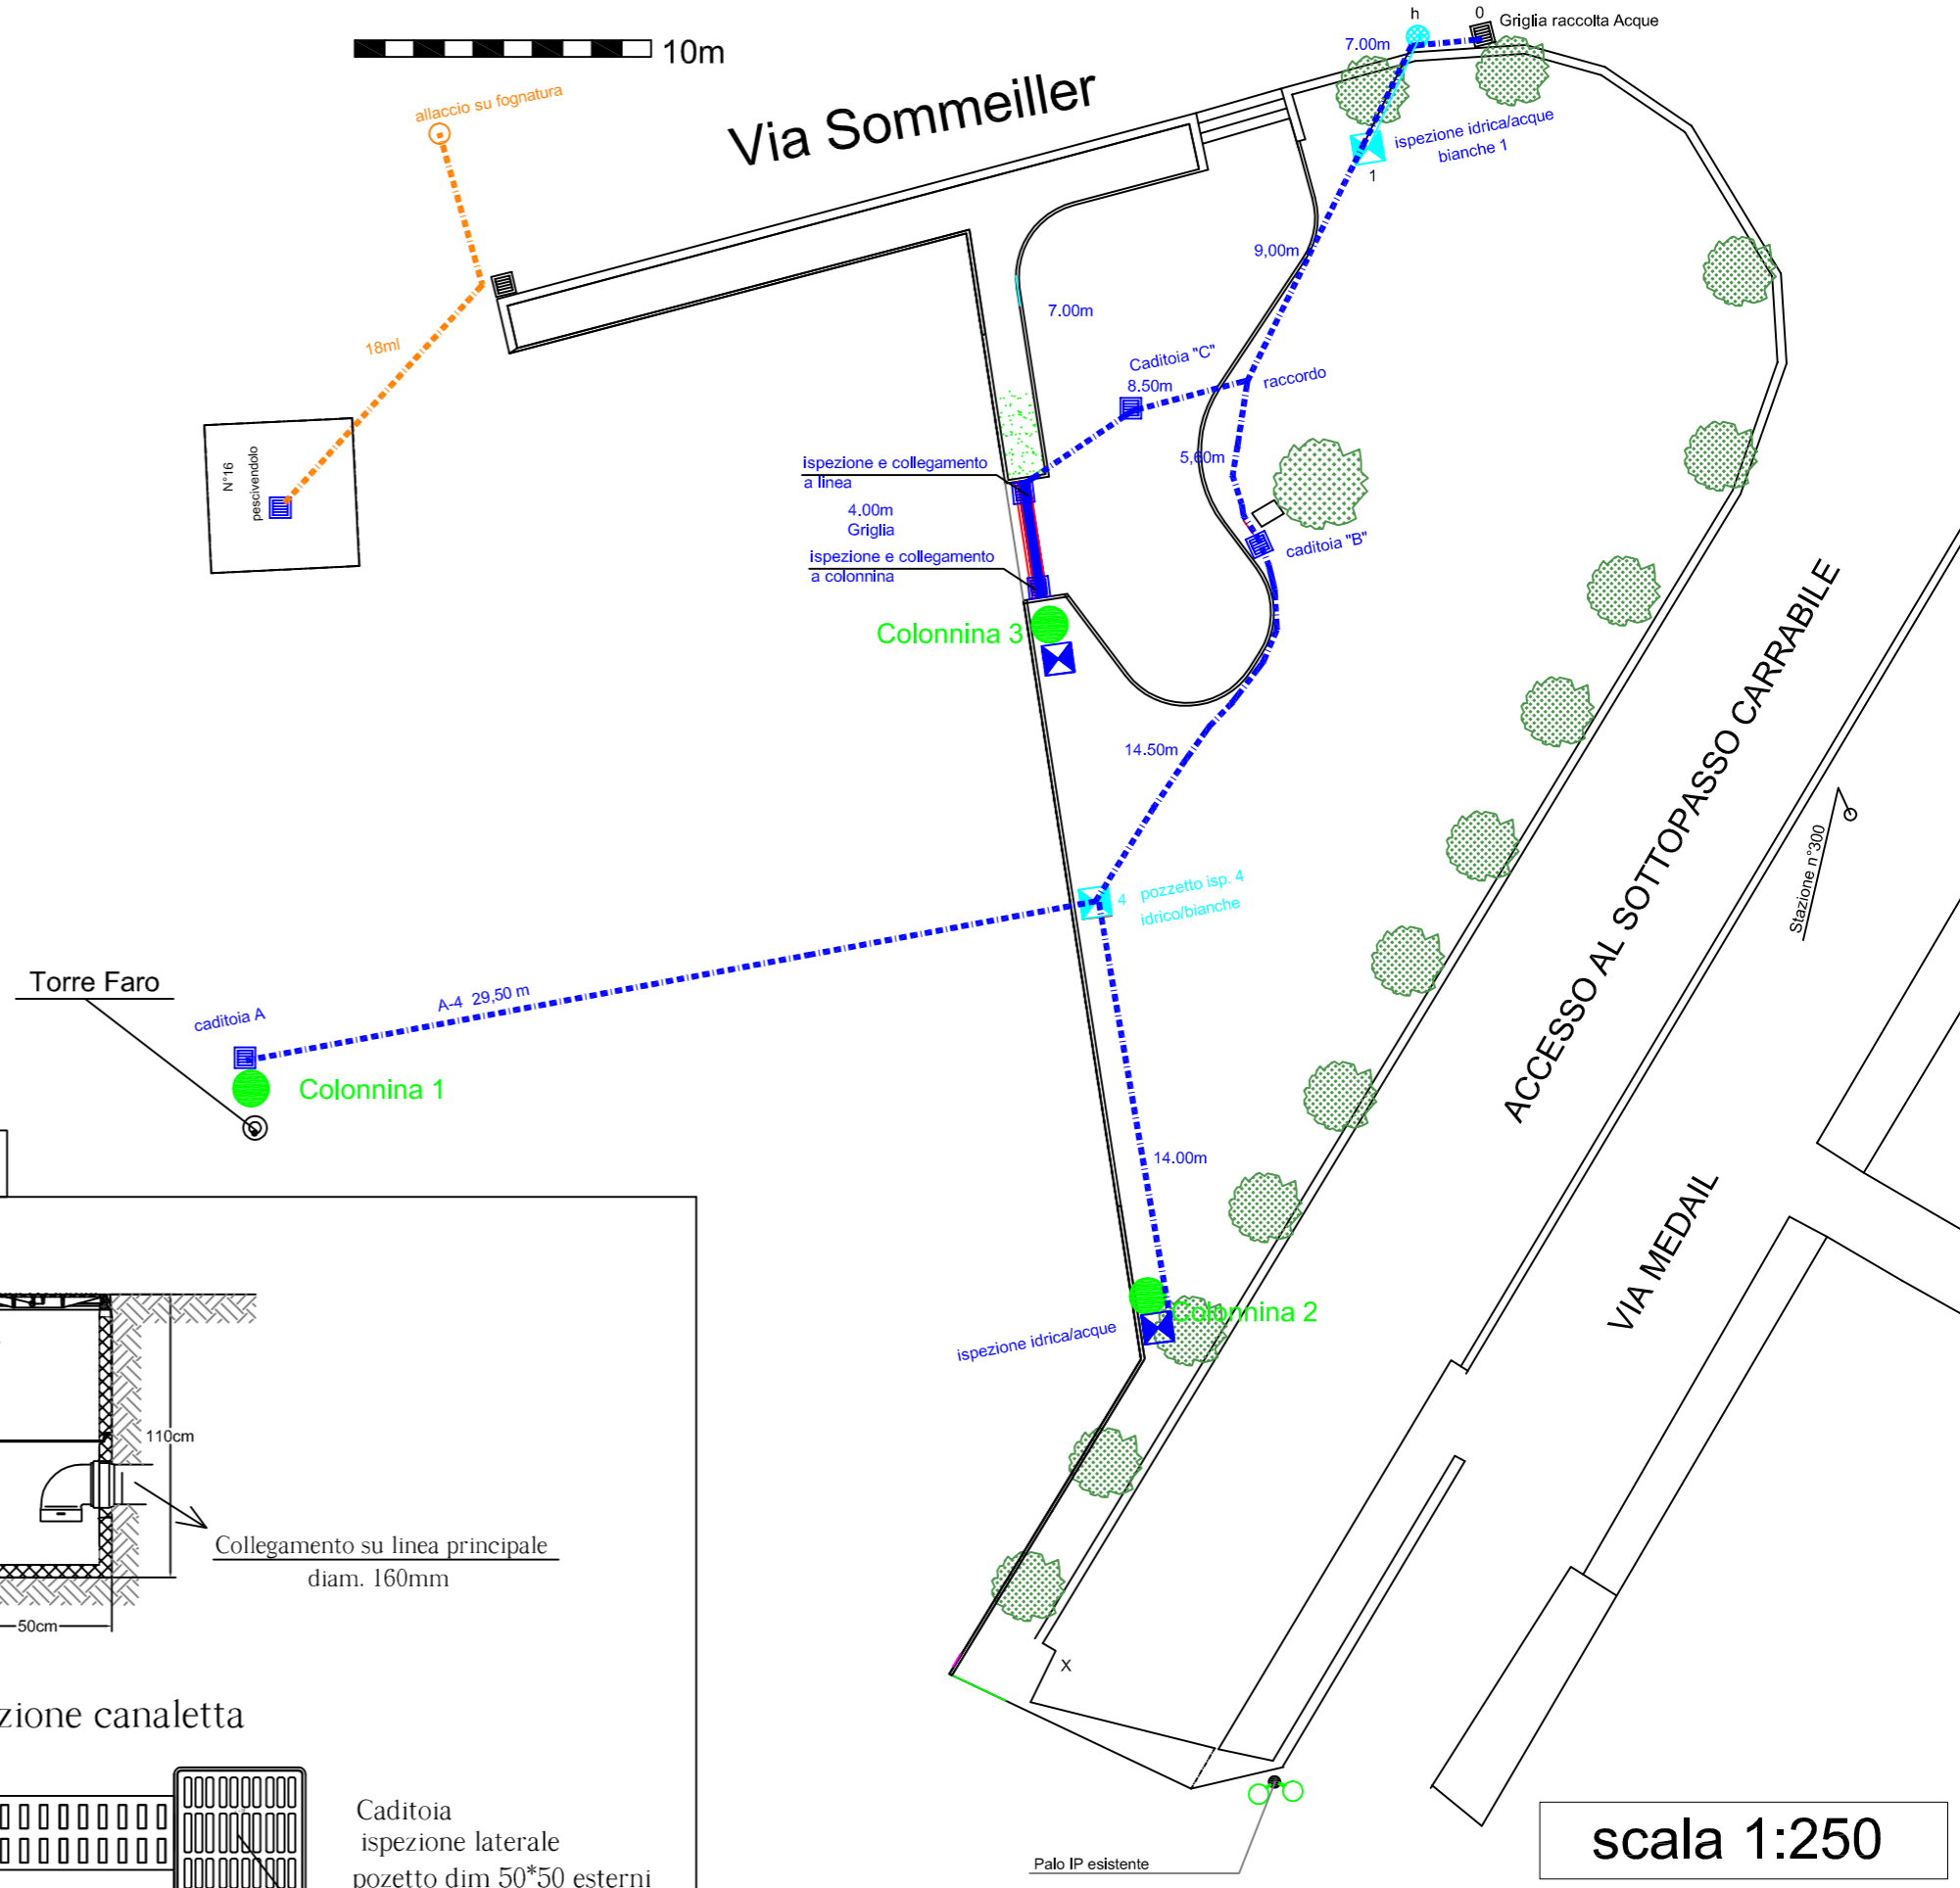 h
0
Griglia raccolta Acque
10m
7.00m
allaccio su fognatura
Via Sommeiller
ispezione idrica/acque
bianche 1
1
9,00m
7.00m
18ml
Caditoia "C"
8.50m
raccordo
N°16
pescivendolo
ispezione e collegamento
a linea
5,60m
4.00m
Griglia
caditoia "B"
ispezione e collegamento
a colonnina
Colonnina 3
14.50m
ACCESSO AL SOTTOPASSO CARRABILE
Stazione n°300
4 pozzetto isp. 4
idrico/bianche
Torre Faro
A-4 29,50 m
caditoia A
Colonnina 1
14.00m
VIA MEDAIL
Colonnina 2
ispezione idrica/acque
110cm
Collegamento su linea principale
diam. 160mm
50cm
X
zione canaletta
Caditoia
ispezione laterale
pozetto dim 50*50 esterni
Palo IP esistente
scala 1:250